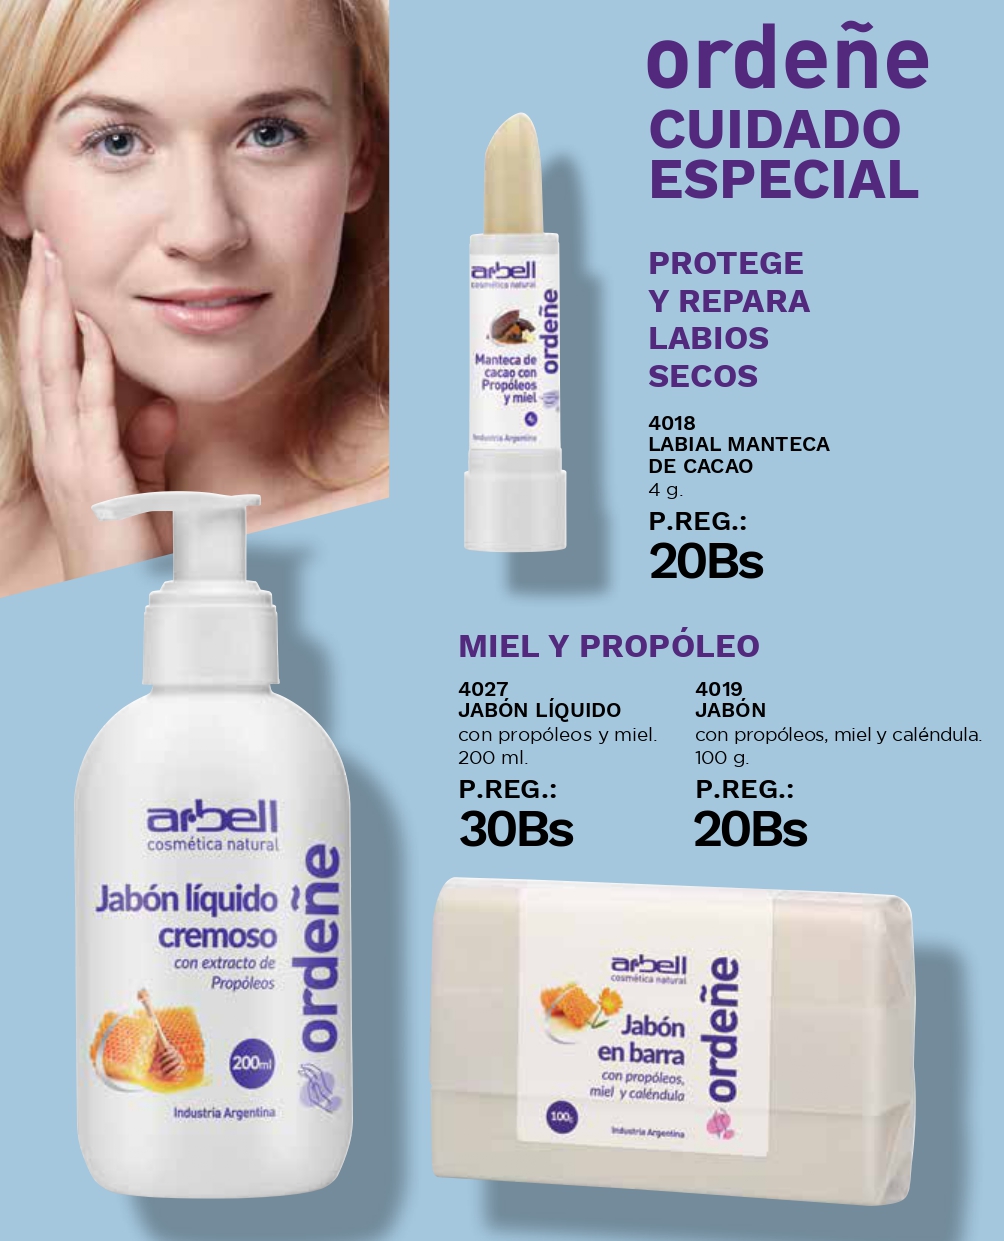 ordeñe
CUIDADO
ESPECIAL
PROTEGE
Y REPARA
LABIOS
SECOS
4018
LABIAL MANTECA
DE CACAO
4 g.
P.REG.:
20Bs
arbell
cosmética natural
ordeñe
Manteca de
cacao con
Propóleos
y miel
Industria Argentina
MIEL Y PROPÓLEO
4027
JABÓN LÍQUIDO
con propóleos y miel.
200 ml.
P.REG.:
30Bs
4019
JABÓN
con propóleos, miel y caléndula.
100 g.
P.REG.:
20Bs
arbell
cosmética natural
ordeñe
Jabón líquido
cremoso
con extracto de
Propóleos
200ml
Industria Argentina
arbell
cosmética natural
ordeñe
Jabón
en barra
con propóleos,
miel y caléndula
100g
Industria Argentina